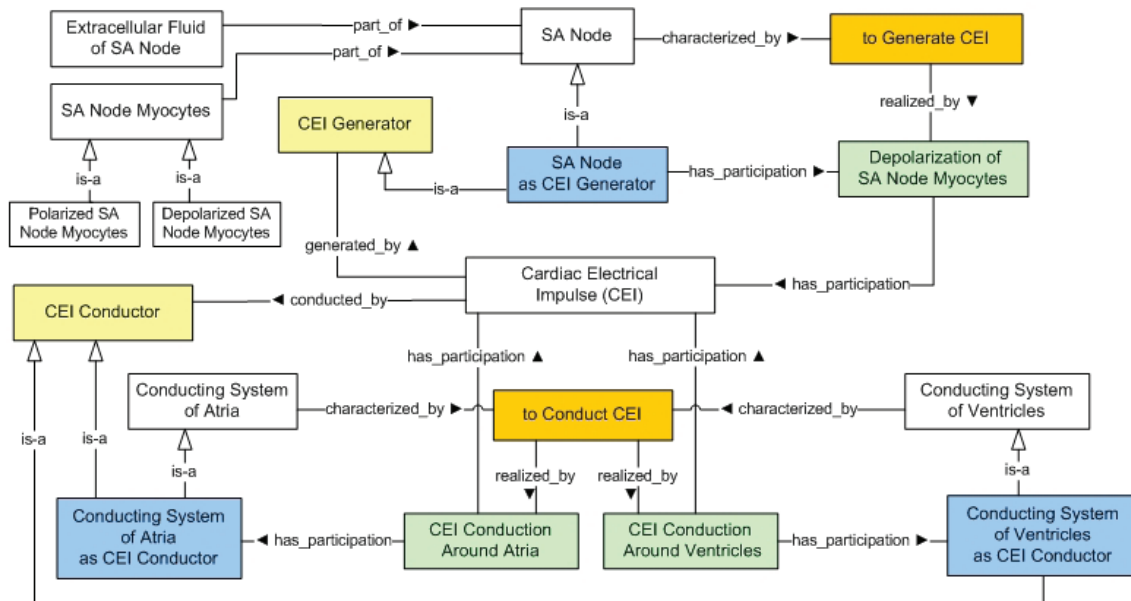 Extracellular Fluid
of SA Node
part_of ►
SA Node
characterized_by ►
to Generate CEI
part_of ►
SA Node Myocytes
is-a
is-a
Polarized SA
Node Myocytes
Depolarized SA
Node Myocytes
CEI Generator
is-a
realized_by ▼
SA Node
as CEI Generator
is-a
has_participation ►
Depolarization of
SA Node Myocytes
generated_by ▲
Cardiac Electrical
Impulse (CEI)
◄ has_participation
◄ conducted_by
CEI Conductor
has_participation ▲
has_participation ▲
Conducting System
of Atria
characterized_by ►
to Conduct CEI
◄ characterized_by
Conducting System
of Ventricles
is-a
is-a
is-a
realized_by
▼
realized_by
▼
is-a
Conducting System
of Atria
as CEI Conductor
◄ has_participation
CEI Conduction
Around Atria
CEI Conduction
Around Ventricles
has_participation ►
Conducting System
of Ventricles
as CEI Conductor